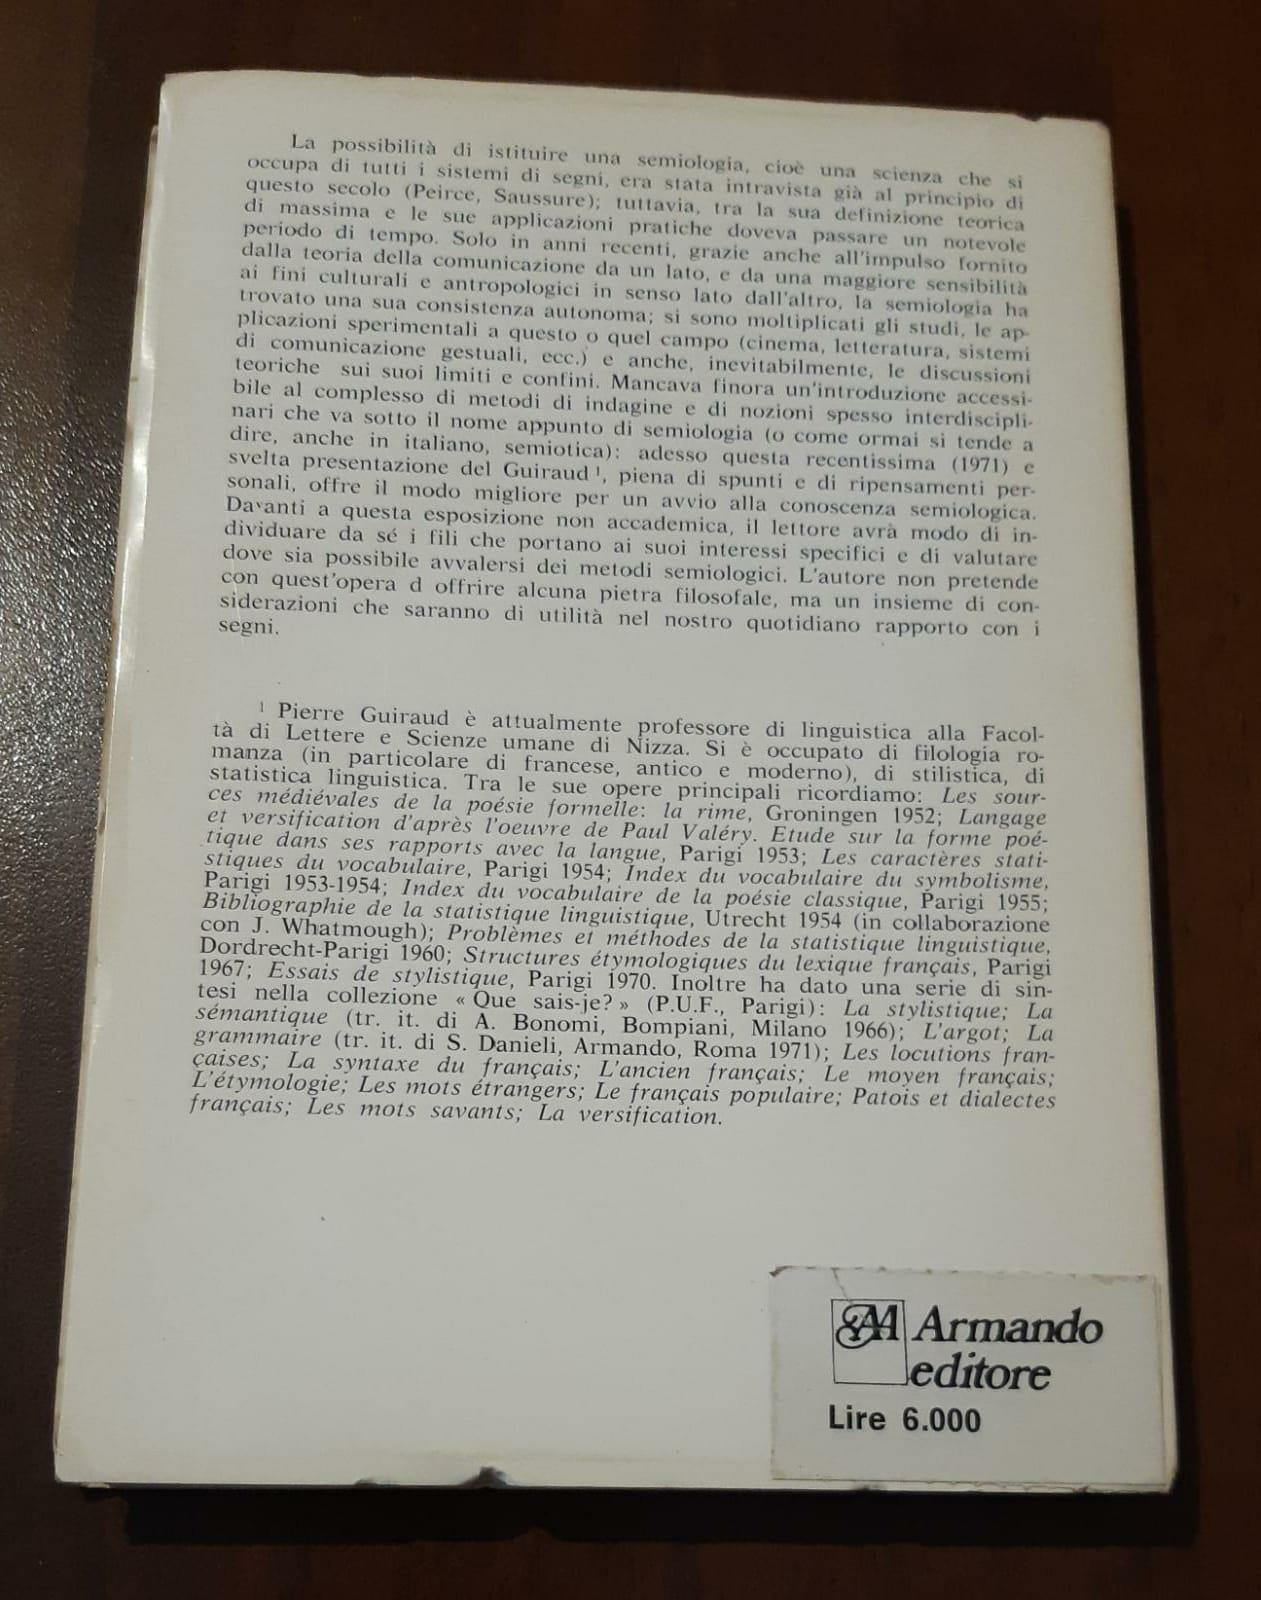 La possibilità di istituire una semiologia, cioè una scienza che si
occupa di tutti i sistemi di segni, era stata intravista già al principio di
questo secolo (Peirce, Saussure); tuttavia, tra la sua definizione teorica
di massima e le sue applicazioni pratiche doveva passare un notevole
periodo di tempo. Solo in anni recenti, grazie anche all'impulso fornito
dalla teoria della comunicazione da un lato, e da una maggiore sensibilità
ai fini culturali e antropologici in senso lato dall'altro, la semiologia ha
trovato una sua consistenza autonoma; si sono moltiplicati gli studi, le ap-
plicazioni sperimentali a questo o quel campo (cinema, letteratura, sistemi
di comunicazione gestuali, ecc.) e anche, inevitabilmente, le discussioni
teoriche sui suoi limiti e confini. Mancava finora un'introduzione accessi-
bile al complesso di metodi di indagine e di nozioni spesso interdiscipli-
nari che va sotto il nome appunto di semiologia (o come ormai si tende a
dire, anche in italiano, semiotica): adesso questa recentissima (1971) e
svelta presentazione del Guiraud ¹, piena di spunti e di ripensamenti per-
sonali, offre il modo migliore per un avvio alla conoscenza semiologica.
Davanti a questa esposizione non accademica, il lettore avrà modo di in-
dividuare da sé i fili che portano ai suoi interessi specifici e di valutare
dove sia possibile avvalersi dei metodi semiologici. L'autore non pretende
con quest'opera d offrire alcuna pietra filosofale, ma un insieme di con-
siderazioni che saranno di utilità nel nostro quotidiano rapporto con i
segni.
¹ Pierre Guiraud è attualmente professore di linguistica alla Facol-
tà di Lettere e Scienze umane di Nizza. Si è occupato di filologia ro-
manza (in particolare di francese, antico e moderno), di stilistica, di
statistica linguistica. Tra le sue opere principali ricordiamo: Les sour-
ces médiévales de la poésie formelle: la rime, Groningen 1952; Langage
et versification d'après l'oeuvre de Paul Valéry. Etude sur la forme poé-
tique dans ses rapports avec la langue, Parigi 1953; Les caractères stati-
stiques du vocabulaire, Parigi 1954; Index du vocabulaire du symbolisme,
Parigi 1953-1954; Index du vocabulaire de la poésie classique, Parigi 1955;
Bibliographie de la statistique linguistique, Utrecht 1954 (in collaborazione
con J. Whatmough); Problèmes et méthodes de la statistique linguistique,
Dordrecht-Parigi 1960; Structures étymologiques du lexique français, Parigi
1967; Essais de stylistique, Parigi 1970. Inoltre ha dato una serie di sin-
tesi nella collezione « Que sais-je? » (P.U.F., Parigi): La stylistique; La
sémantique (tr. it. di A. Bonomi, Bompiani, Milano 1966); L'argot; La
grammaire (tr. it. di S. Danieli, Armando, Roma 1971); Les locutions fran-
çaises; La syntaxe du français; L'ancien français; Le moyen français;
L'étymologie; Les mots étrangers; Le français populaire; Patois et dialectes
français; Les mots savants; La versification.
Armando
editore
Lire 6.000